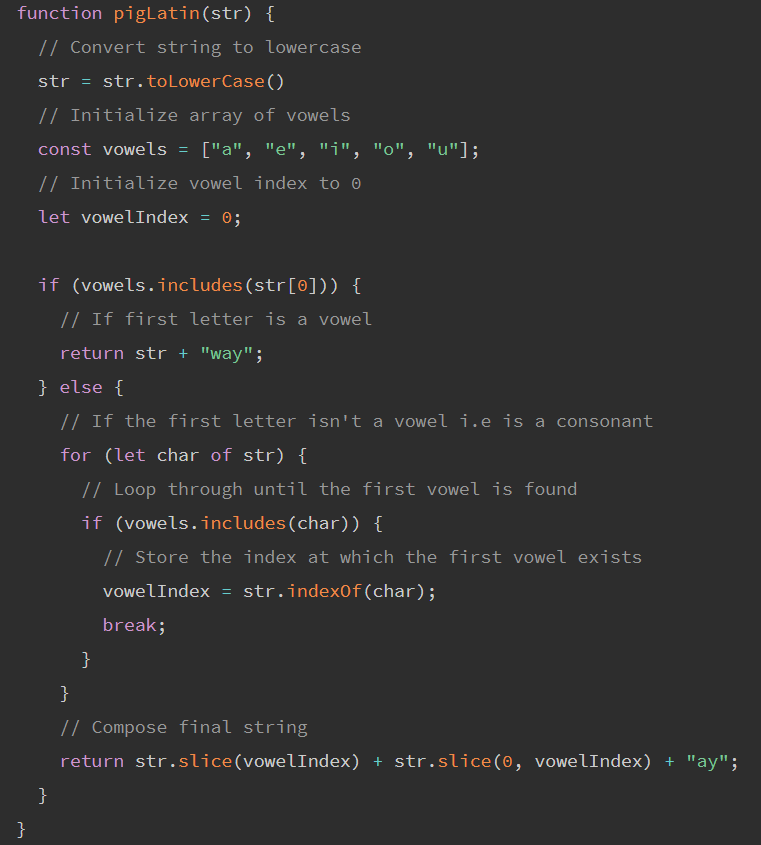 function pigLatin(str) {
  // Convert string to lowercase
  str = str.toLowerCase()
  // Initialize array of vowels
  const vowels = ["a", "e", "i", "o", "u"];
  // Initialize vowel index to 0
  let vowelIndex = 0;

  if (vowels.includes(str[0])) {
    // If first letter is a vowel
    return str + "way";
  } else {
    // If the first letter isn't a vowel i.e is a consonant
    for (let char of str) {
      // Loop through until the first vowel is found
      if (vowels.includes(char)) {
        // Store the index at which the first vowel exists
        vowelIndex = str.indexOf(char);
        break;
      }
    }
    // Compose final string
    return str.slice(vowelIndex) + str.slice(0, vowelIndex) + "ay";
  }
}